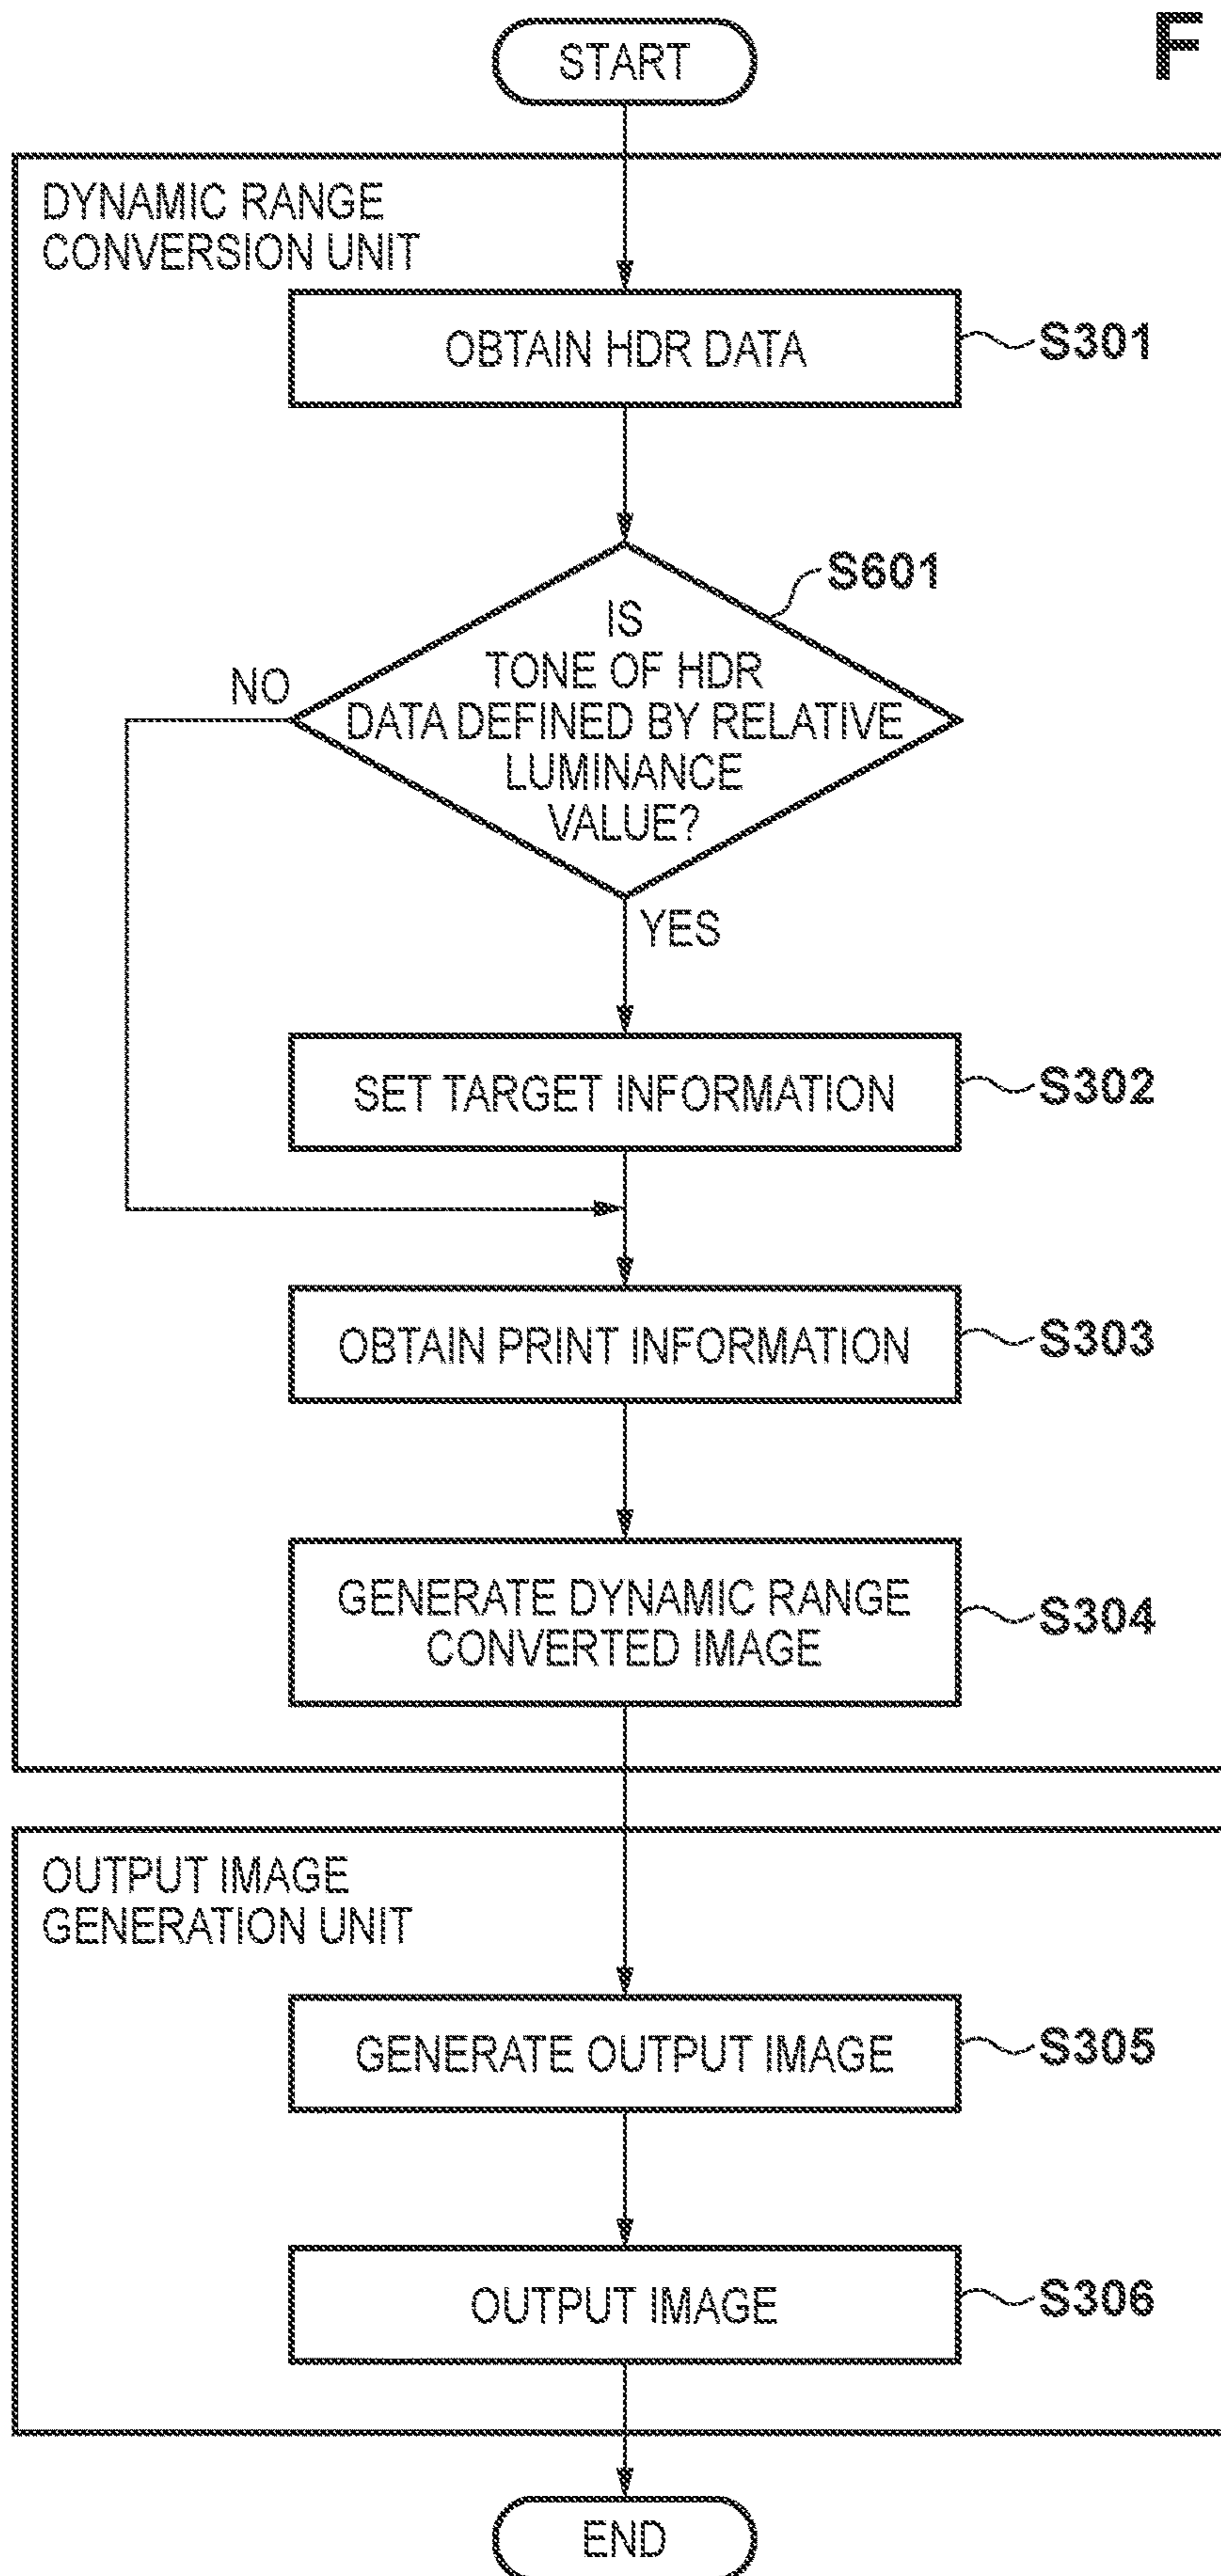 F
START
DYNAMIC RANGE
CONVERSION UNIT
OBTAIN HDR DATA
S301
S601
IS
TONE OF HDR
DATA DEFINED BY RELATIVE
LUMINANCE
VALUE?
NO
YES
SET TARGET INFORMATION
S302
OBTAIN PRINT INFORMATION
S303
GENERATE DYNAMIC RANGE
CONVERTED IMAGE
S304
OUTPUT IMAGE
GENERATION UNIT
GENERATE OUTPUT IMAGE
S305
OUTPUT IMAGE
S306
END